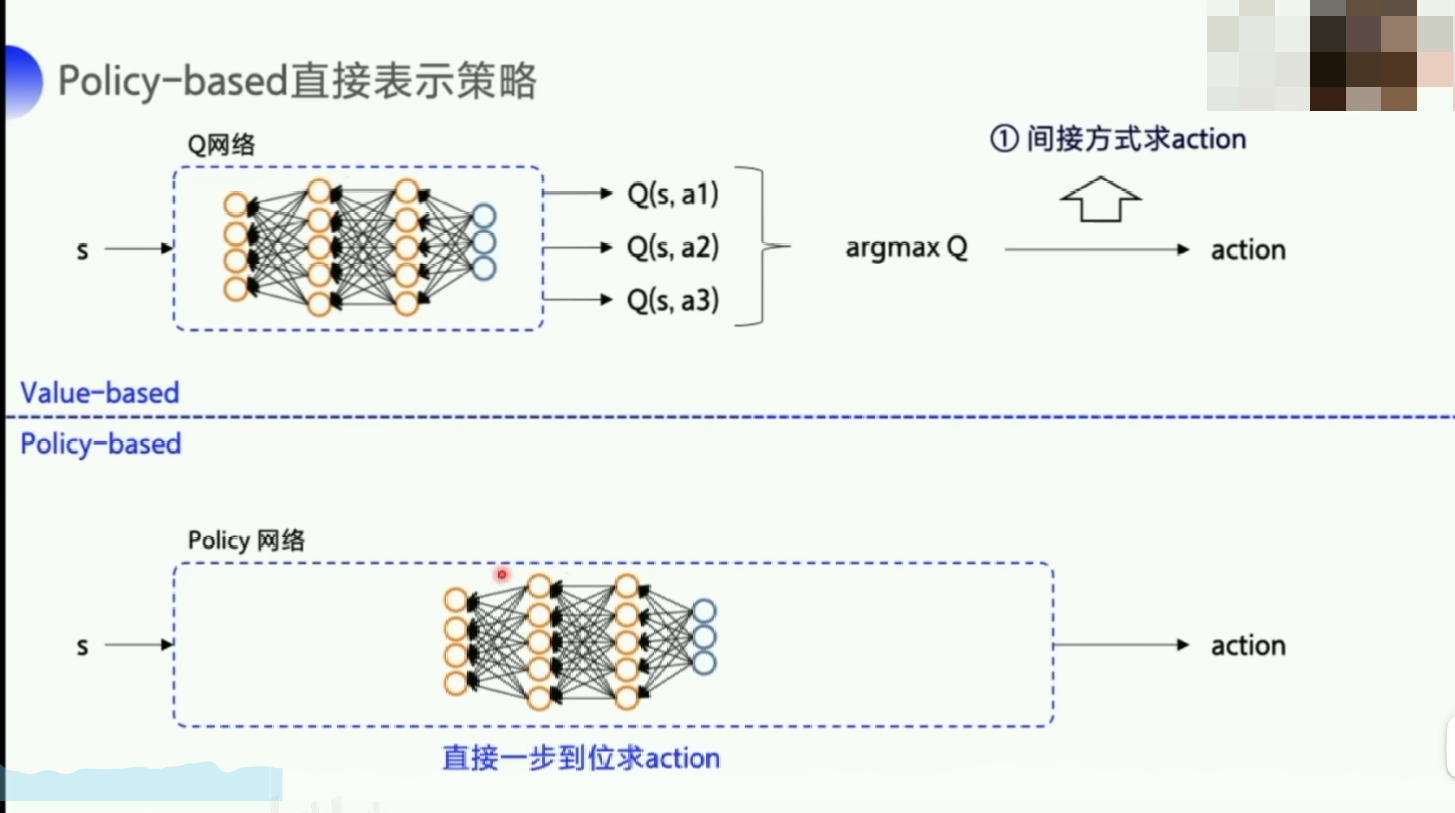 Policy-based直接表示策略
Q网络
① 间接方式求action
s
Q(s, a1)
Q(s, a2)
Q(s, a3)
argmax Q
action
Value-based
Policy-based
Policy 网络
s
action
直接一步到位求action